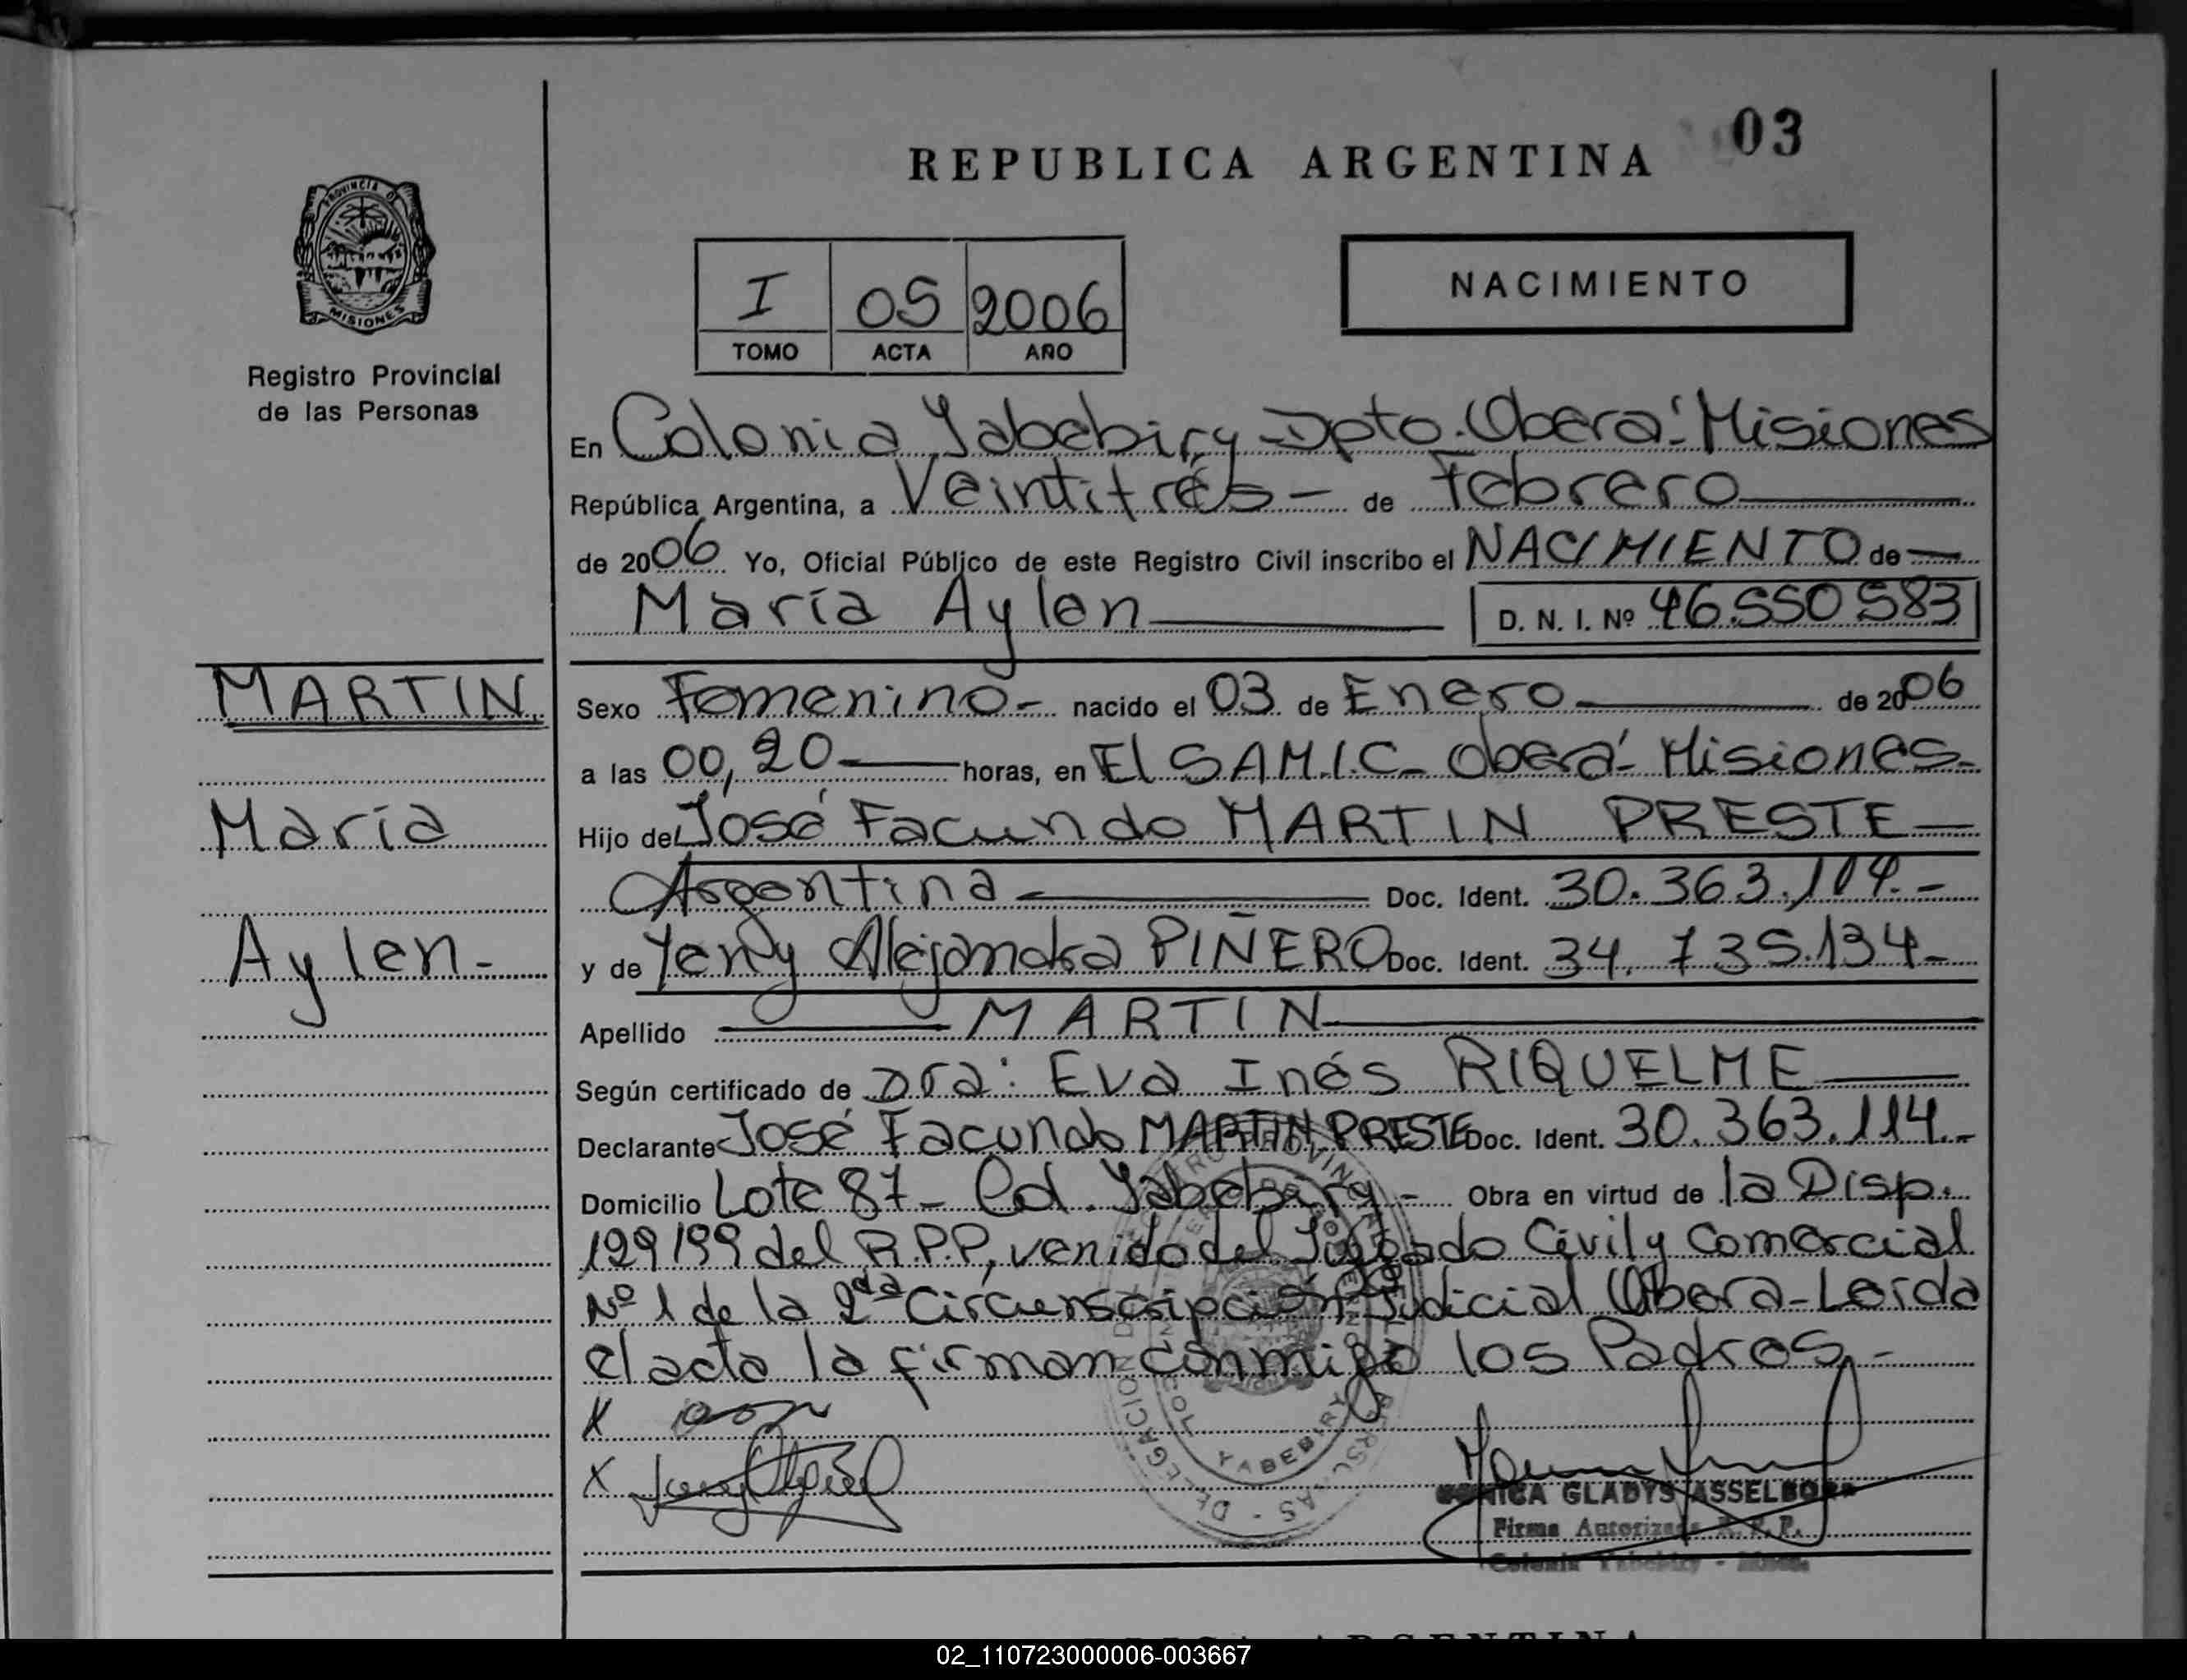 REPUBLICA ARGENTINA 03
PROVINCIA DE
MISIONES
Registro Provincial
de las Personas
I 05 2006
TOMO ACTA AÑO
NACIMIENTO
En Colonia Yabebiry - Dpto. Oberá - Misiones
República Argentina, a Veintitrés - de Febrero
de 2006 Yo, Oficial Público de este Registro Civil inscribo el NACIMIENTO de
María Aylen D. N. I. Nº 46.550583
MARTIN
María
Aylen -
Sexo Femenino - nacido el 03 de Enero de 2006
a las 00,20 horas, en El S.A.M.I.C - Oberá - Misiones -
Hijo de José Facundo MARTIN PRESTE
Argentina Doc. Ident. 30.363.114 -
y de Yeny Alejandra PIÑERO Doc. Ident. 34.735.134 -
Apellido MARTIN
Según certificado de Dra: Eva Inés RIQUELME
Declarante José Facundo MARTIN PRESTE Doc. Ident. 30.363.114 -
Domicilio Lote 87 - Col. Yabebiry - Obra en virtud de la Disp.
129/99 del R.P.P, venido del Juzgado Civil y Comercial
Nº 1 de la 2da Circunscripción Judicial Oberá - Leída
el acta la firman conmigo los Padres -
X
X
YABEBIRY
GLADYS ASSELBORN
Firma Autorizada R. P. P.
Colonia Yabebiry - Mnes.
ARGENTINA
02_110723000006-003667